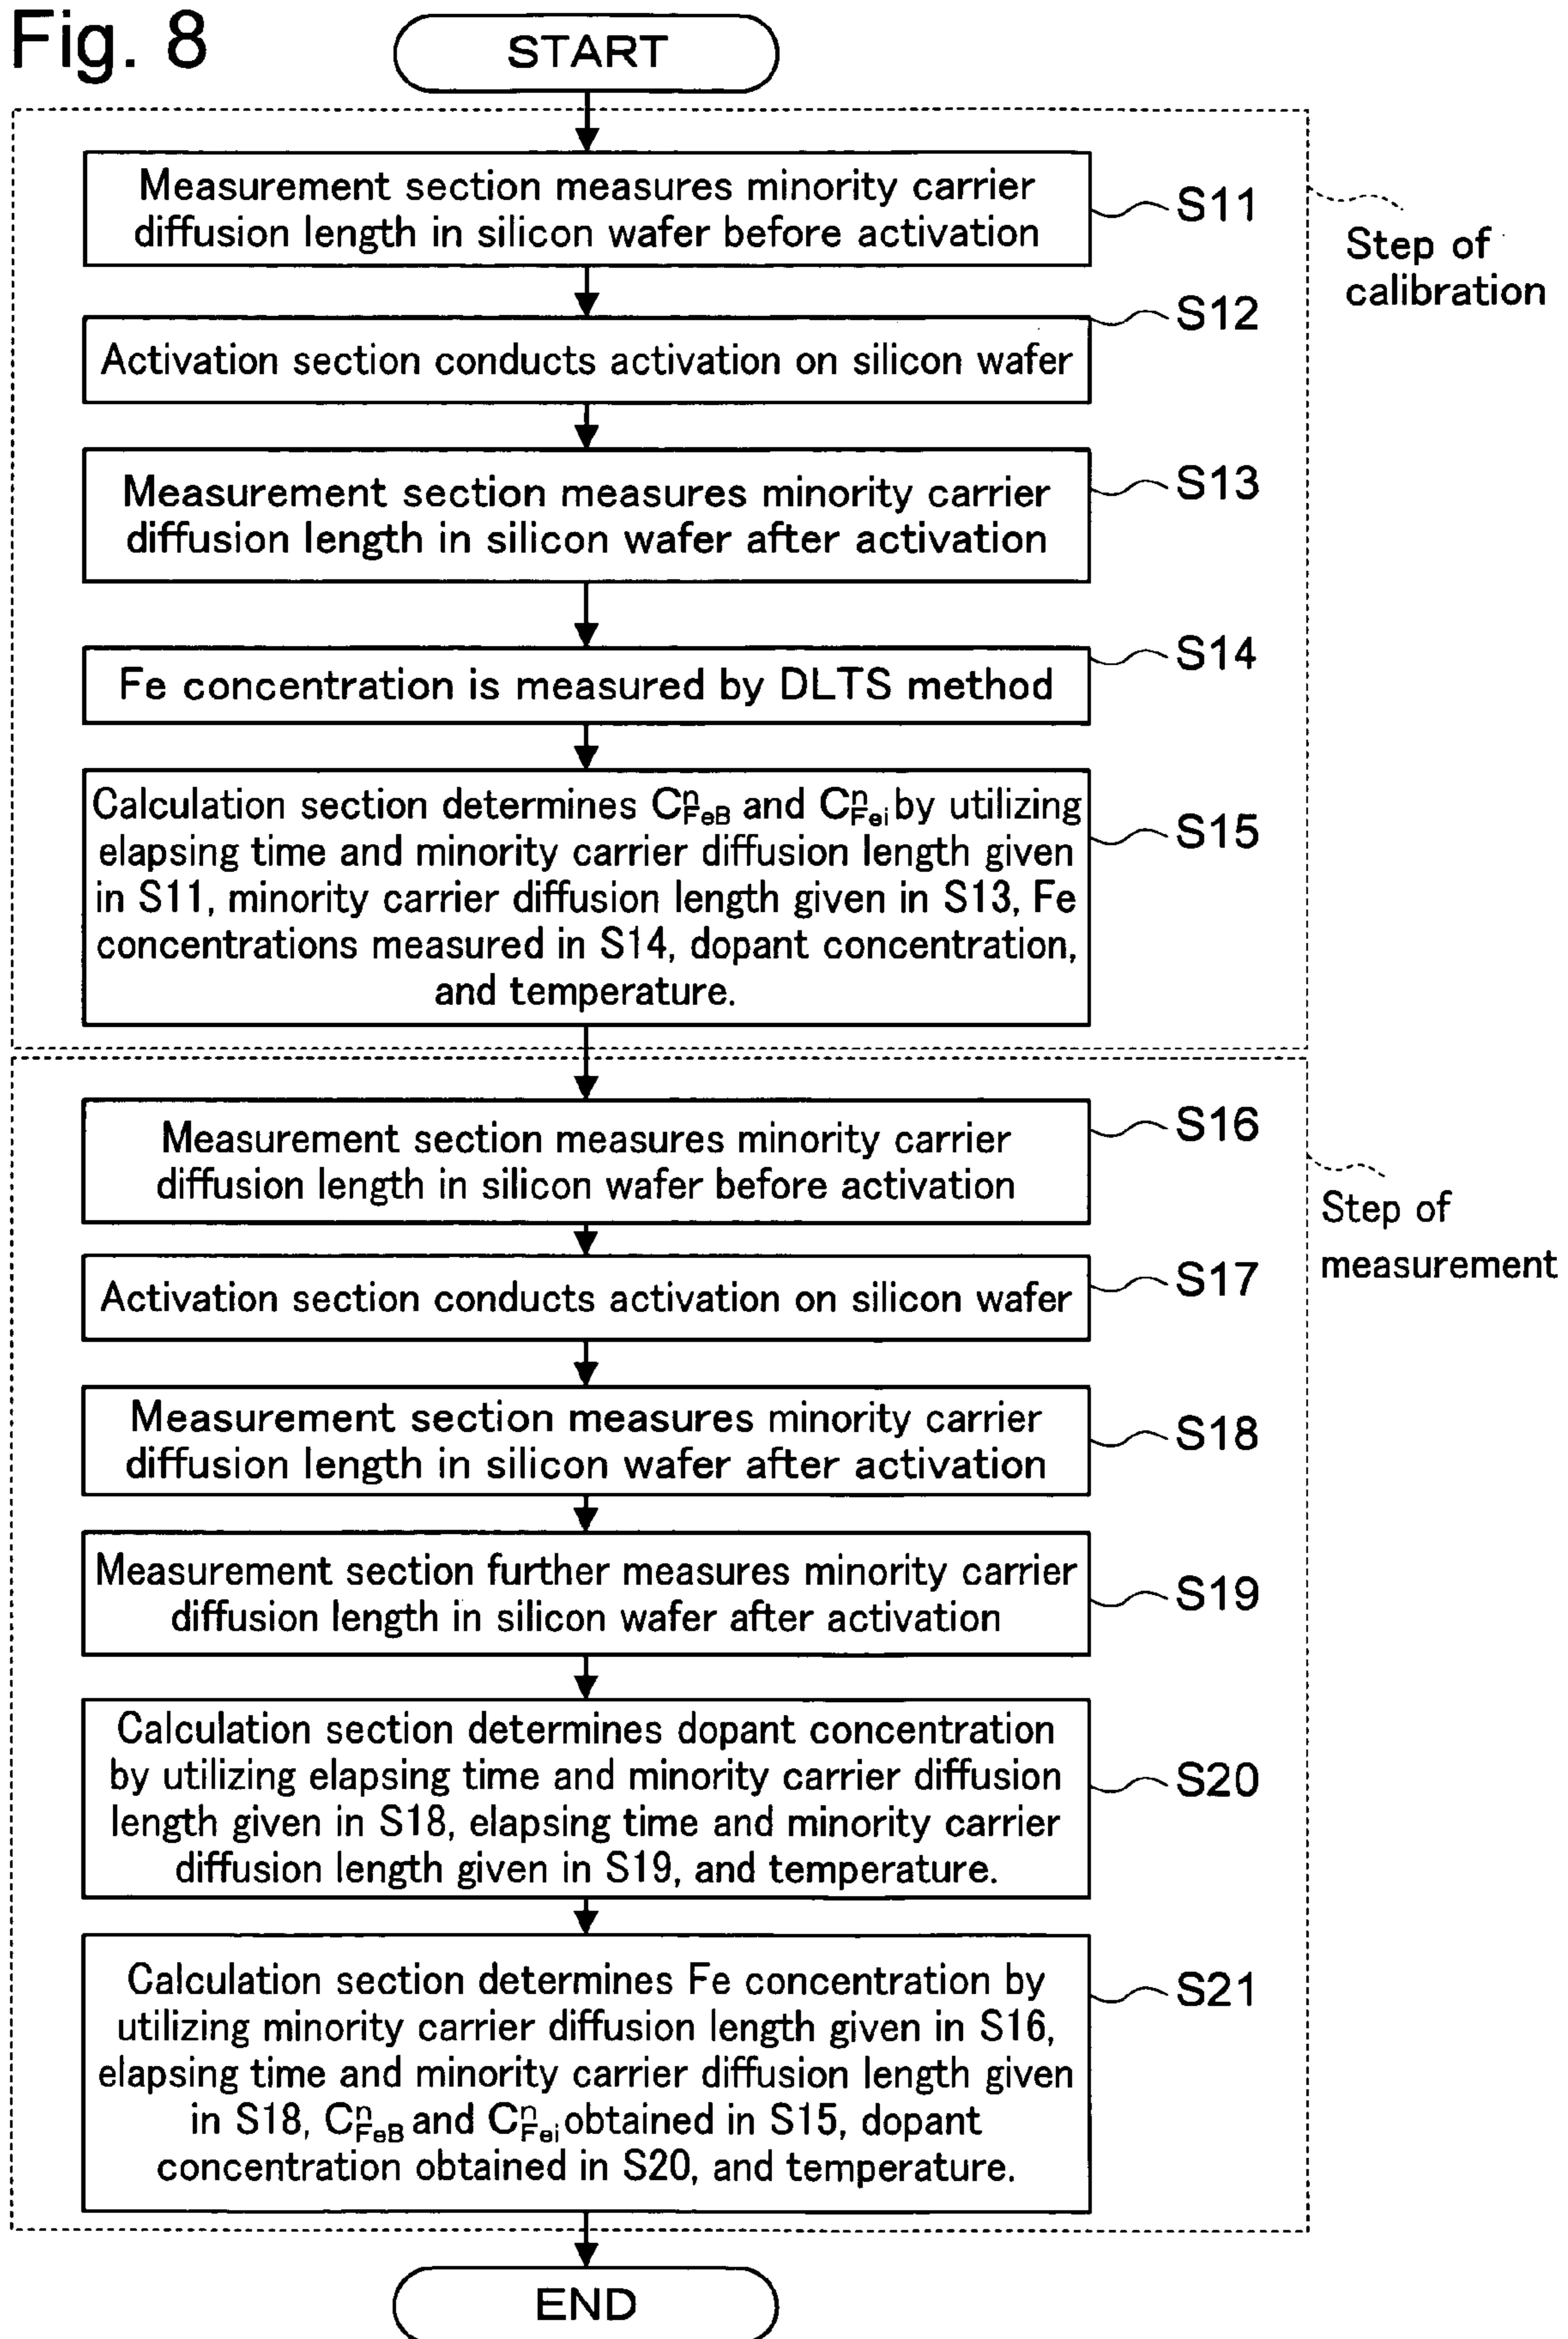 Fig. 8
START
Measurement section measures minority carrier
diffusion length in silicon wafer before activation
S11
Step of
calibration
S12
Activation section conducts activation on silicon wafer
Measurement section measures minority carrier
diffusion length in silicon wafer after activation
S13
Fe concentration is measured by DLTS method
S14
Calculation section determines C^n_FeB and C^n_Fei by utilizing
elapsing time and minority carrier diffusion length given
in S11, minority carrier diffusion length given in S13, Fe
concentrations measured in S14, dopant concentration,
and temperature.
S15
Measurement section measures minority carrier
diffusion length in silicon wafer before activation
S16
Step of
measurement
Activation section conducts activation on silicon wafer
S17
Measurement section measures minority carrier
diffusion length in silicon wafer after activation
S18
Measurement section further measures minority carrier
diffusion length in silicon wafer after activation
S19
Calculation section determines dopant concentration
by utilizing elapsing time and minority carrier diffusion
length given in S18, elapsing time and minority carrier
diffusion length given in S19, and temperature.
S20
Calculation section determines Fe concentration by
utilizing minority carrier diffusion length given in S16,
elapsing time and minority carrier diffusion length given
in S18, C^n_FeB and C^n_Fei obtained in S15, dopant
concentration obtained in S20, and temperature.
S21
END